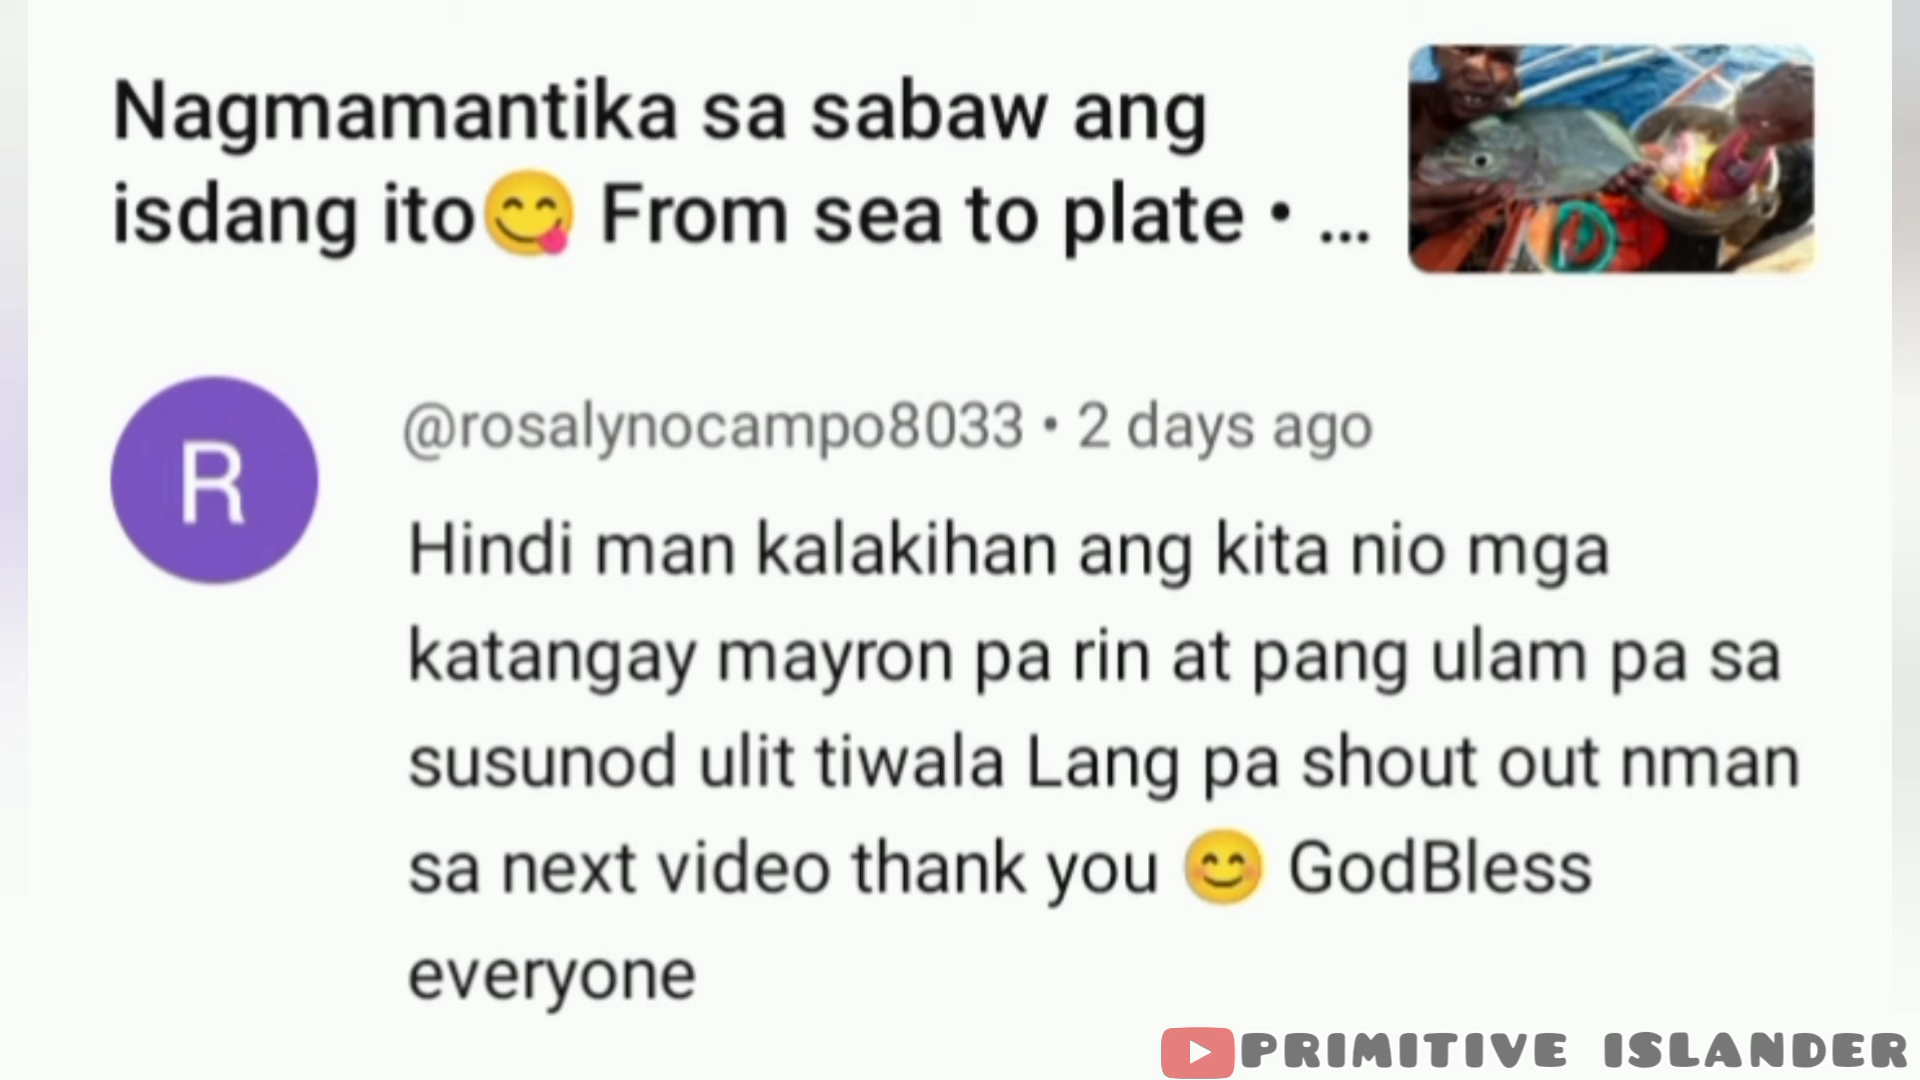 Nagmamantika sa sabaw ang
isdang ito😋 From sea to plate • ...
R
@rosalynocampo8033 • 2 days ago
Hindi man kalakihan ang kita nio mga
katangay mayron pa rin at pang ulam pa sa
susunod ulit tiwala Lang pa shout out nman
sa next video thank you 😊 GodBless
everyone
PRIMITIVE ISLANDER